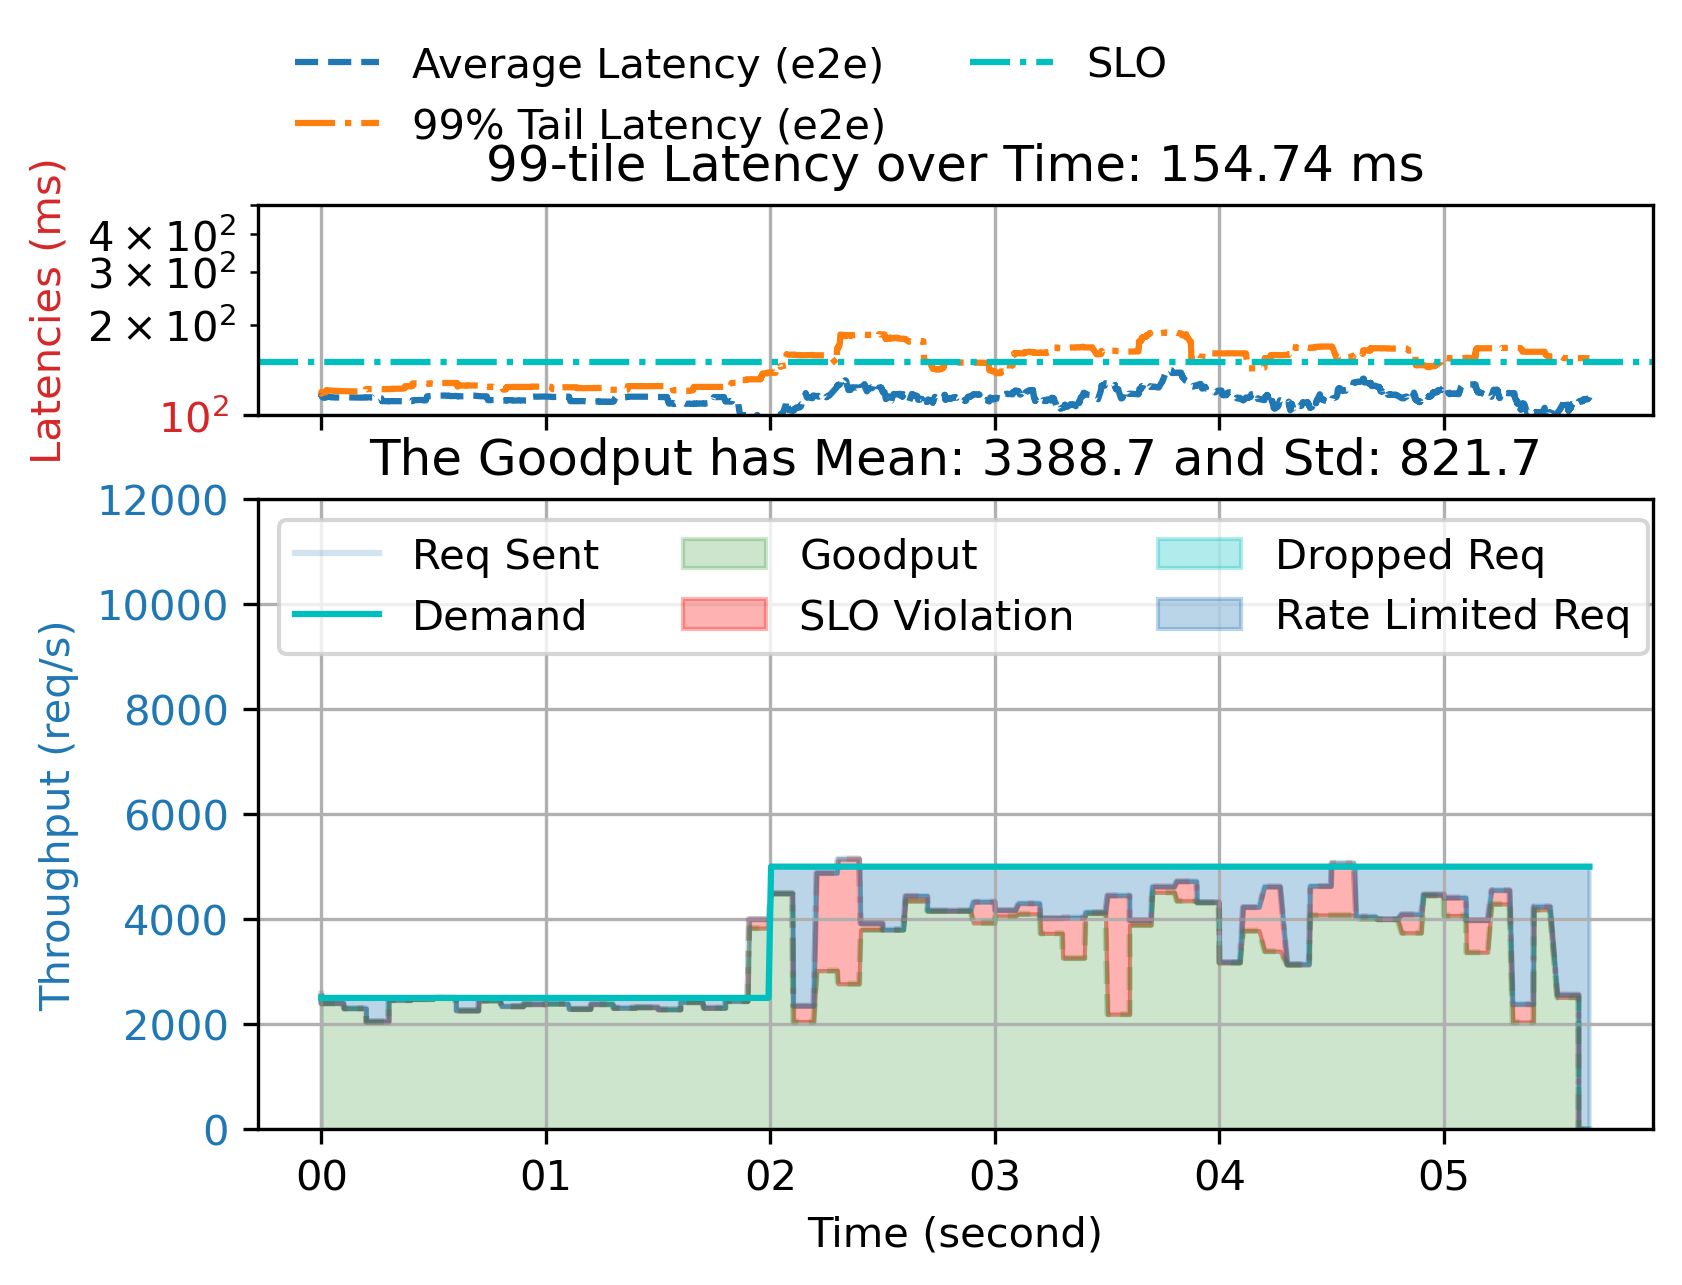 Average Latency (e2e) SLO
99% Tail Latency (e2e)
99-tile Latency over Time: 154.74 ms
Latencies (ms)
4 × 10²
3 × 10²
2 × 10²
10²
The Goodput has Mean: 3388.7 and Std: 821.7
Throughput (req/s)
12000
10000
8000
6000
4000
2000
0
Req Sent Goodput Dropped Req
Demand SLO Violation Rate Limited Req
00 01 02 03 04 05
Time (second)